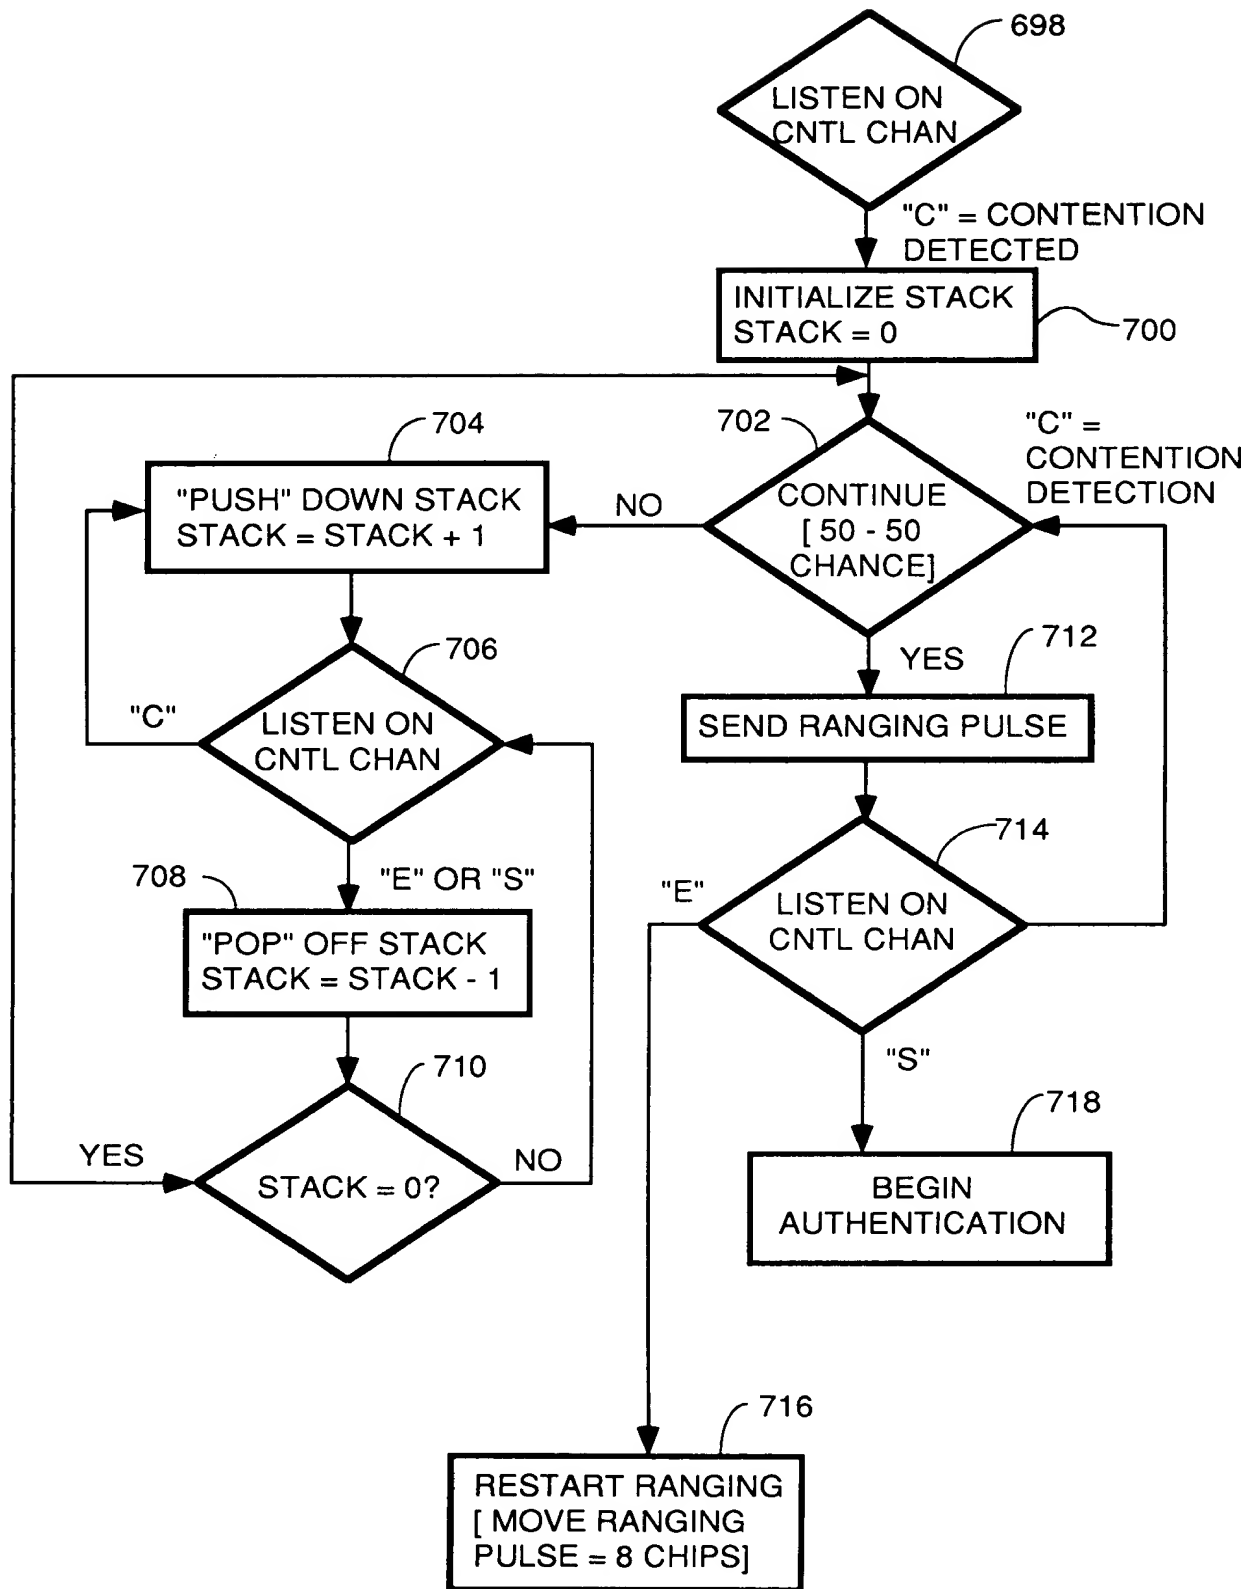 698
LISTEN ON
CNTL CHAN
"C" = CONTENTION
DETECTED
INITIALIZE STACK
STACK = 0
700
704
"PUSH" DOWN STACK
STACK = STACK + 1
702
CONTINUE
[ 50 - 50
CHANCE]
"C" =
CONTENTION
DETECTION
NO
YES
706
LISTEN ON
CNTL CHAN
"C"
"E" OR "S"
712
SEND RANGING PULSE
708
"POP" OFF STACK
STACK = STACK - 1
714
LISTEN ON
CNTL CHAN
"E"
"S"
710
STACK = 0?
YES
NO
718
BEGIN
AUTHENTICATION
716
RESTART RANGING
[ MOVE RANGING
PULSE = 8 CHIPS]